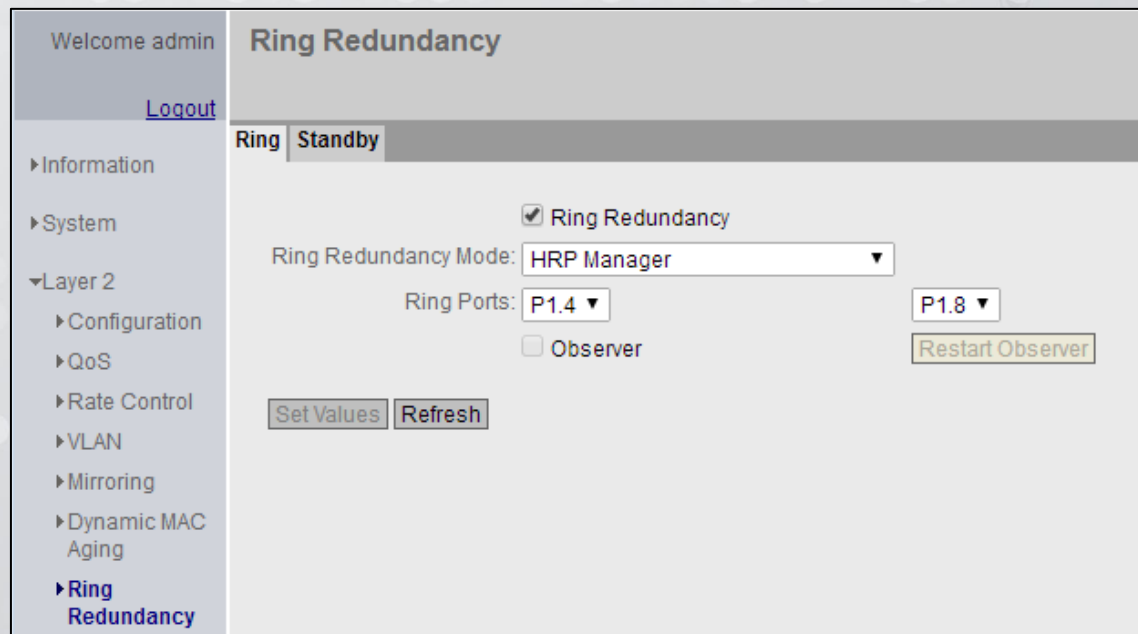 Welcome admin
Logout
Ring Redundancy
Ring Standby
Information
System
Layer 2
Configuration
QoS
Rate Control
VLAN
Mirroring
Dynamic MAC
Aging
Ring
Redundancy
Ring Redundancy
Ring Redundancy Mode: HRP Manager
Ring Ports: P1.4 P1.8
Observer Restart Observer
Set Values Refresh